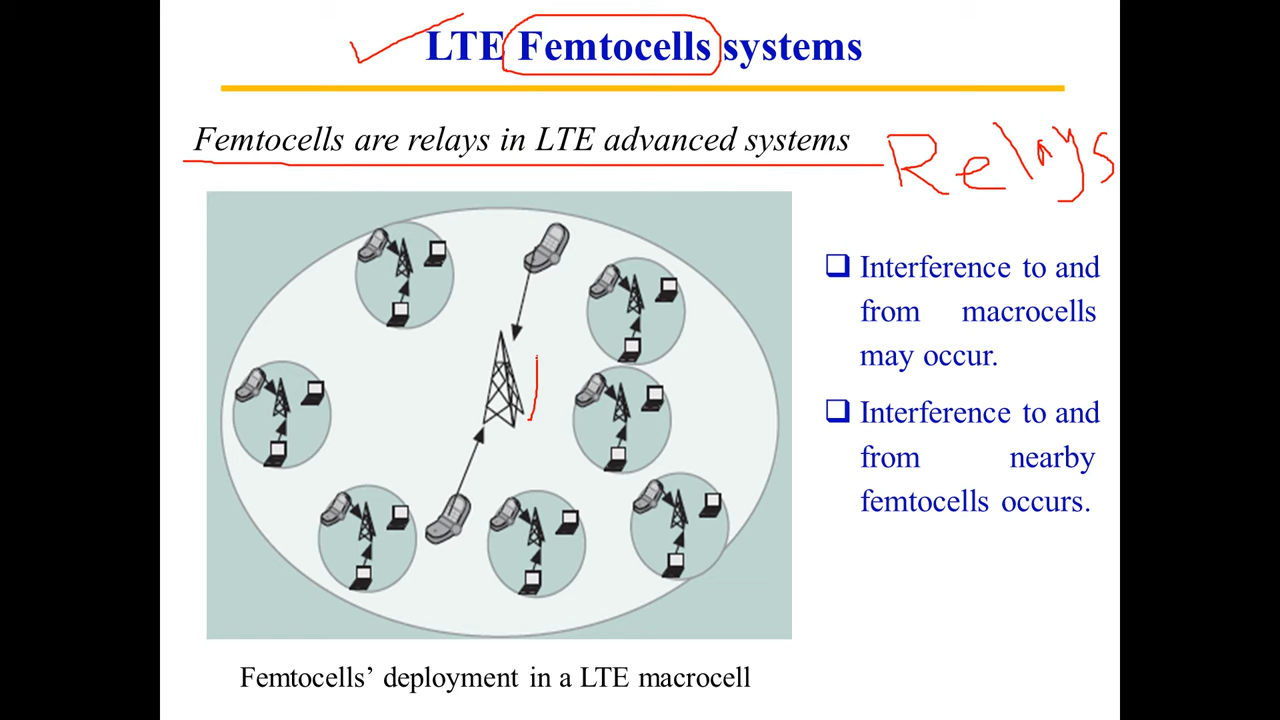 LTE Femtocells systems
Femtocells are relays in LTE advanced systems
Relays
❑ Interference to and
from macrocells
may occur.
❑ Interference to and
from nearby
femtocells occurs.
Femtocells’ deployment in a LTE macrocell